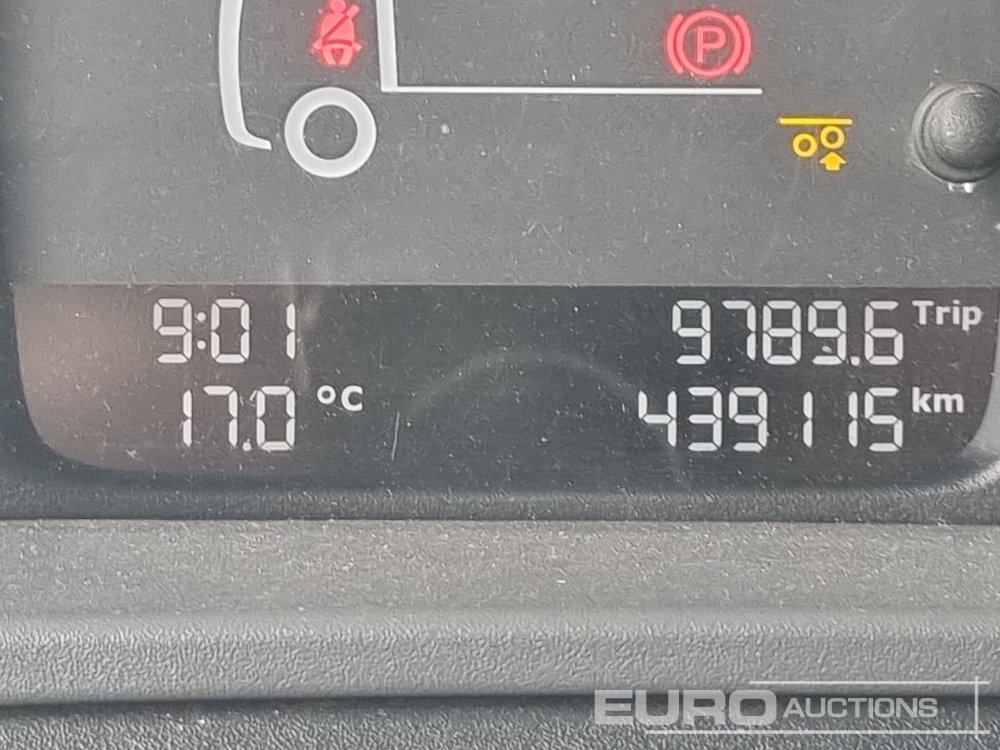 P
9:01 9789.6 Trip
17.0 °C 439115 km
EURO AUCTIONS